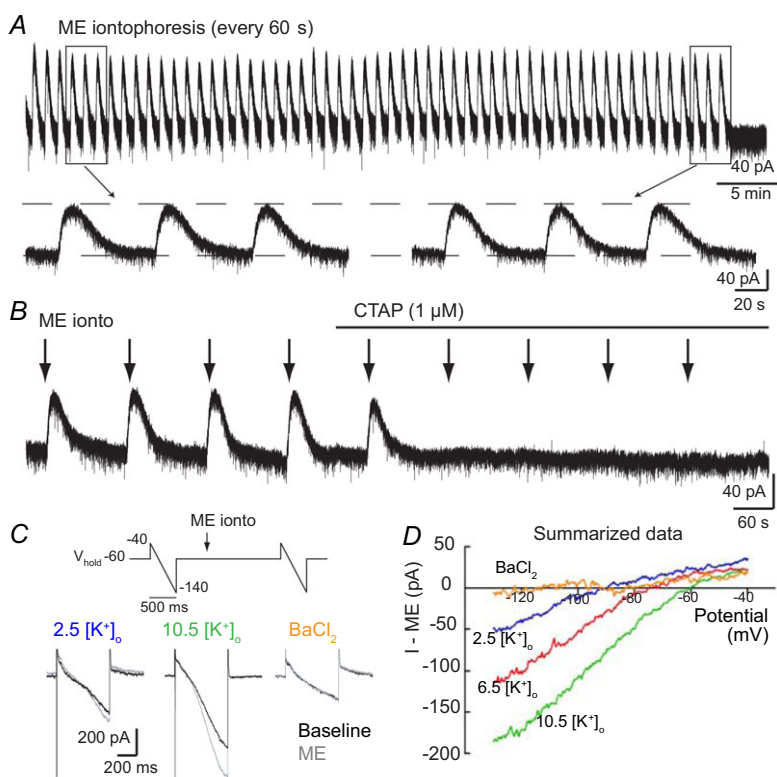 A ME iontophoresis (every 60 s)
40 pA
5 min
40 pA
20 s
B ME ionto
CTAP (1 µM)
40 pA
60 s
C
ME ionto
-40
Vhold -60
-140
500 ms
2.5 [K⁺]ₒ 10.5 [K⁺]ₒ BaCl₂
Baseline
ME
200 pA
200 ms
D Summarized data
I - ME (pA)
50
0
-50
-100
-150
-200
-120 -100 -80 -60 -40
Potential
(mV)
BaCl₂
2.5 [K⁺]ₒ
6.5 [K⁺]ₒ
10.5 [K⁺]ₒ